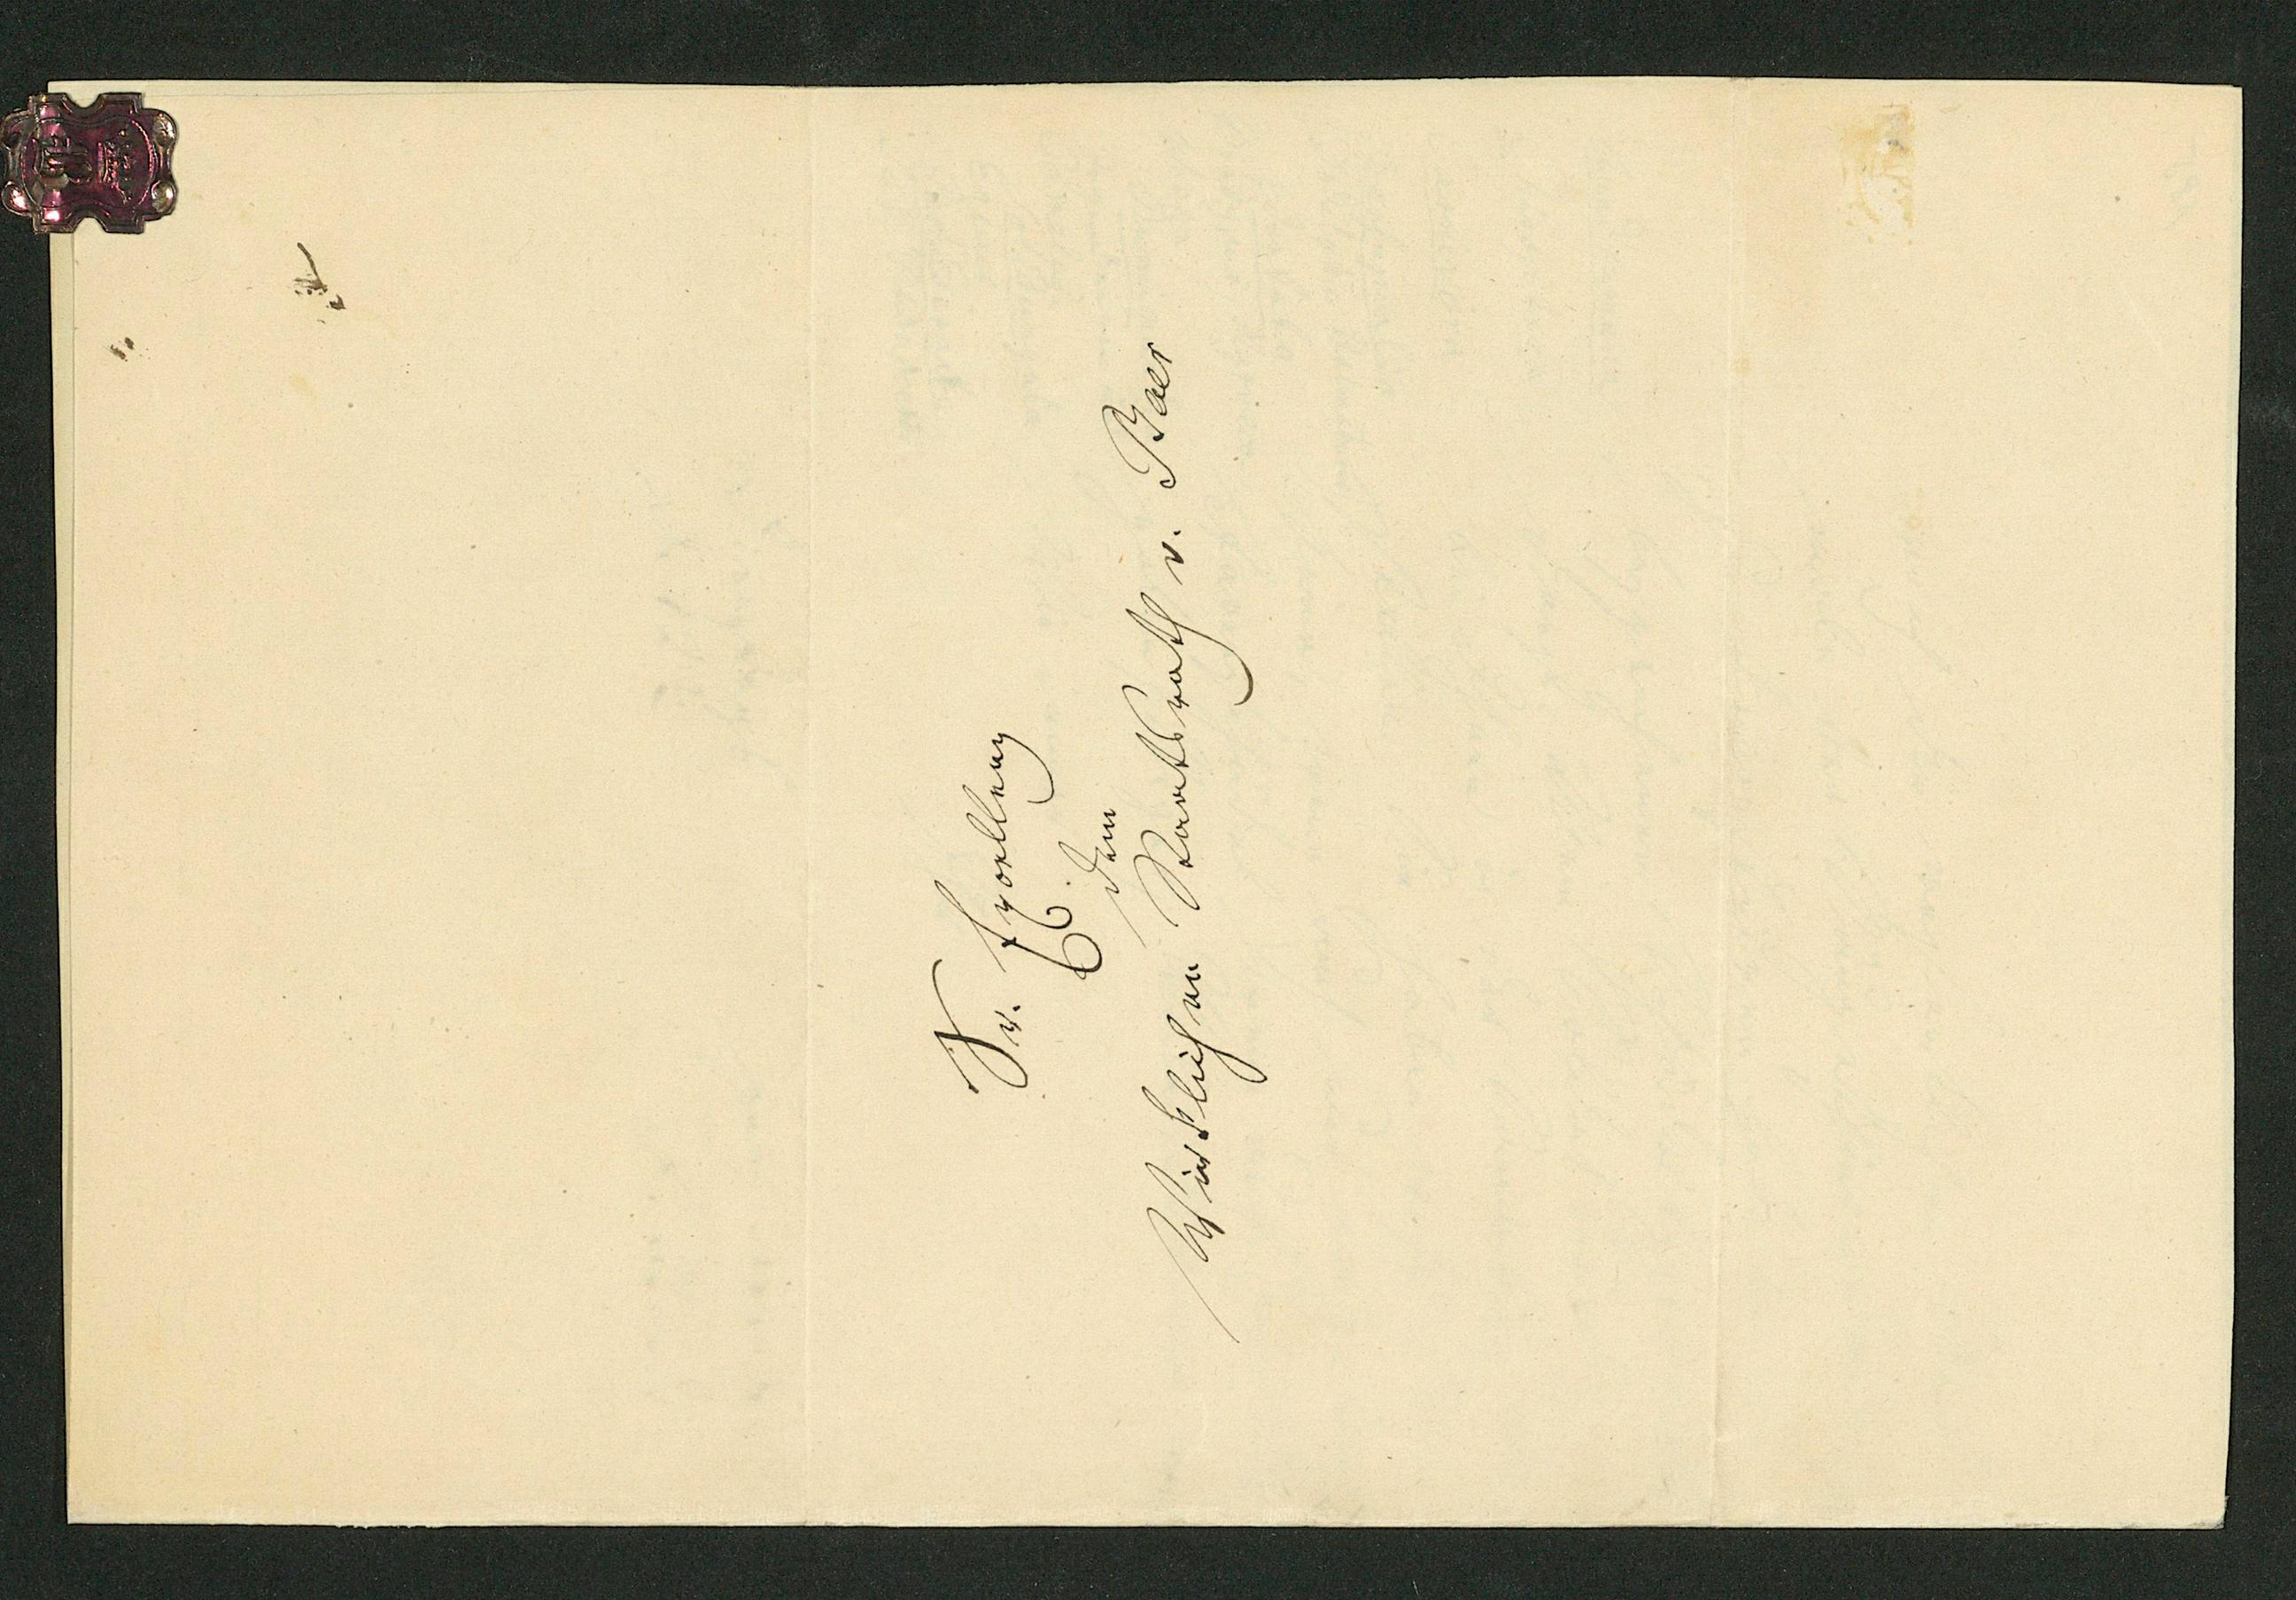 Sr. Excellenz
dem
Wirklichen Staatsrath v. Baer